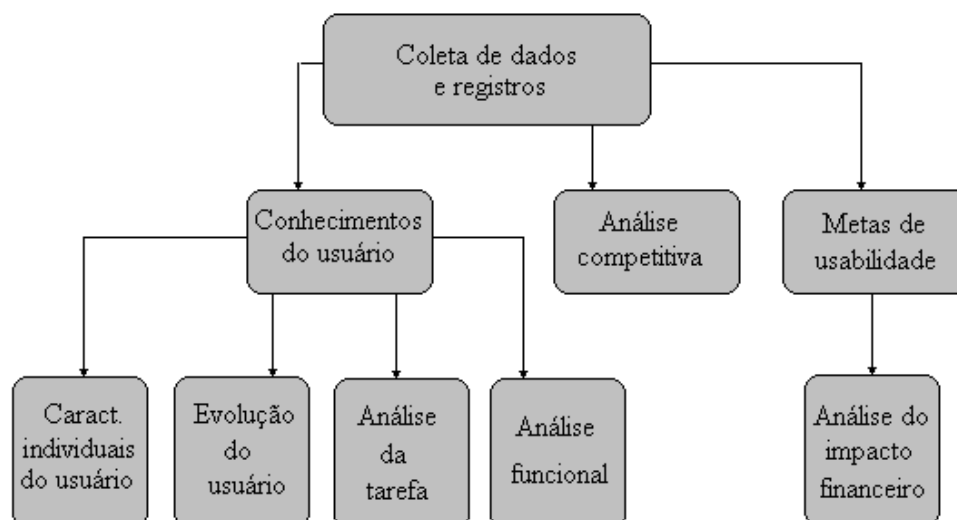 Coleta de dados
e registros
Conhecimentos
do usuário
Análise
competitiva
Metas de
usabilidade
Caract.
individuais
do usuário
Evolução
do
usuário
Análise
da
tarefa
Análise
funcional
Análise do
impacto
financeiro